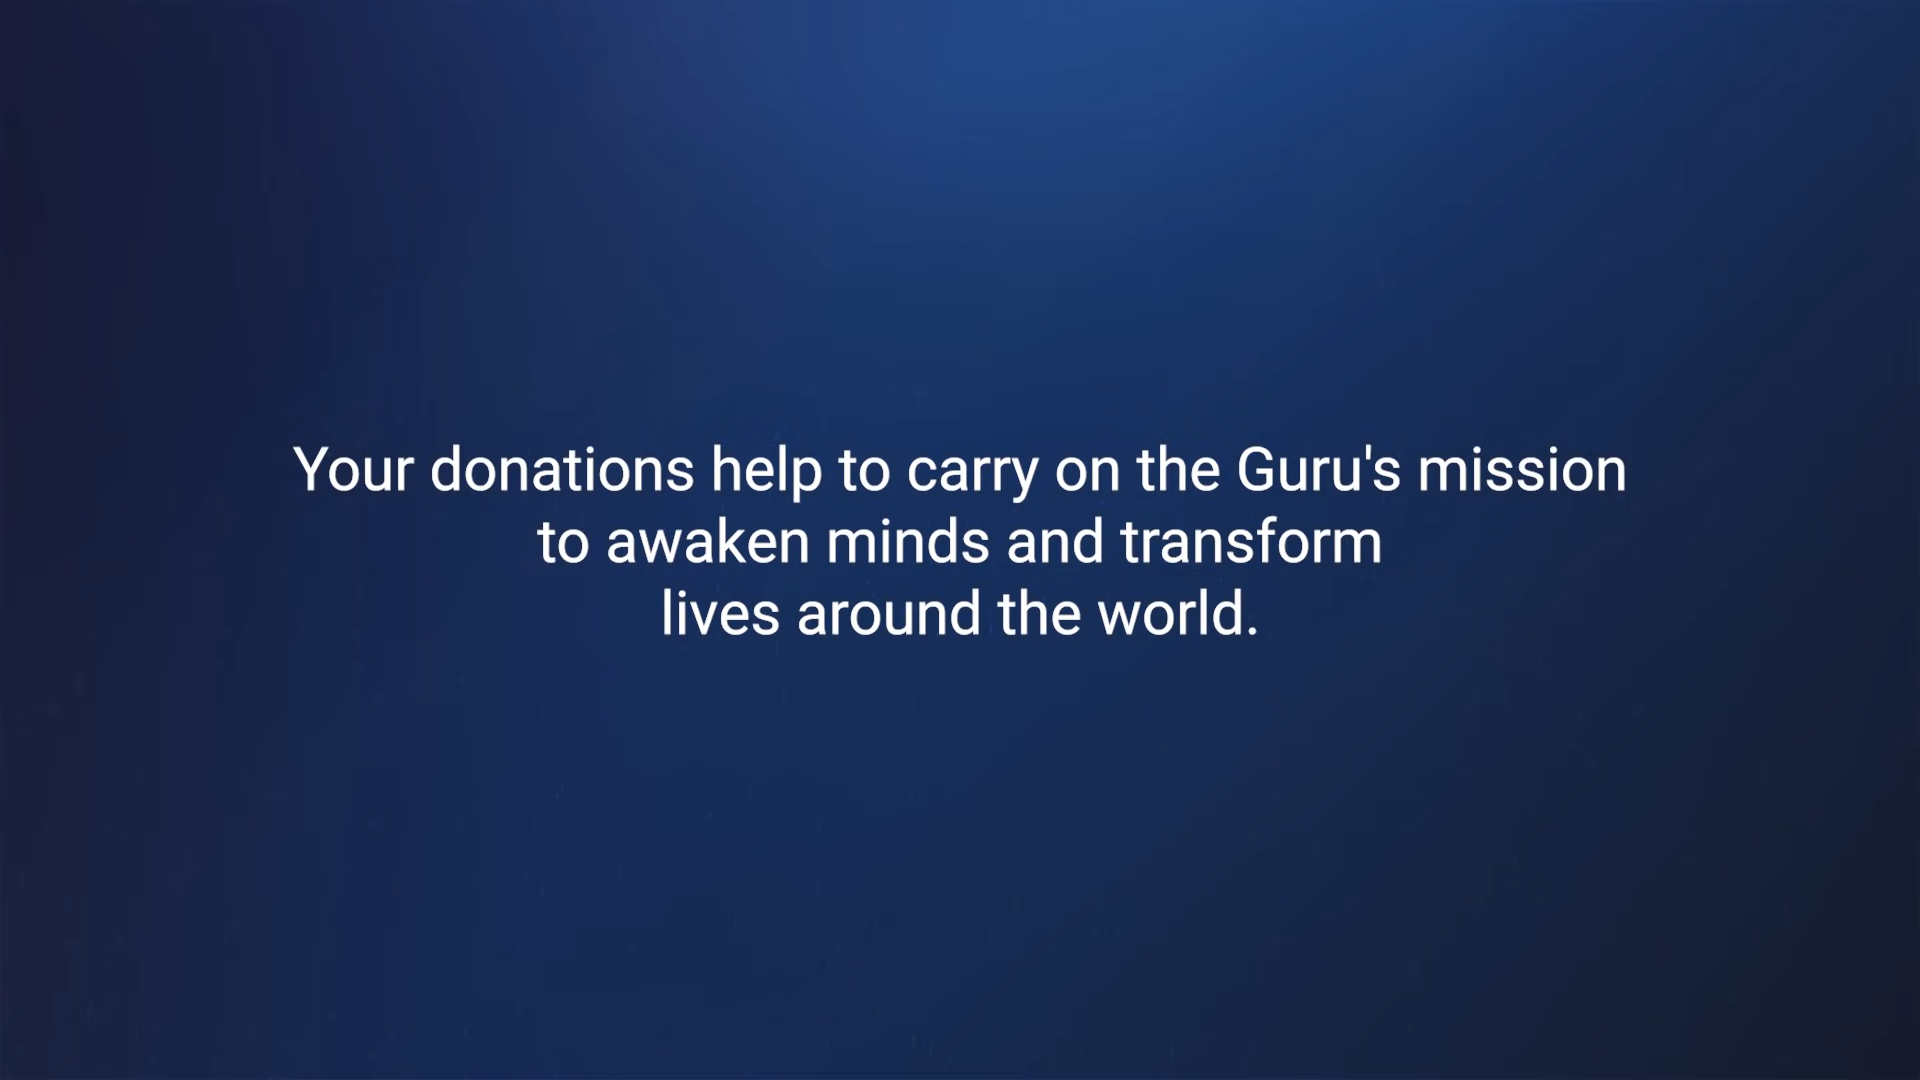 Your donations help to carry on the Guru's mission
to awaken minds and transform
lives around the world.